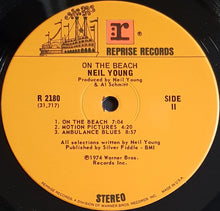 REPRISE RECORDS
ON THE BEACH
NEIL YOUNG
Produced by Neil Young
& Al Schmitt
R 2180
(31,717)
SIDE
II
1. ON THE BEACH 7:04
2. MOTION PICTURES 4:20
3. AMBULANCE BLUES 8:57
All selections written by Neil Young
Published by Silver Fiddle - BMI
℗1974 Warner Bros.
Records Inc.
STEREO